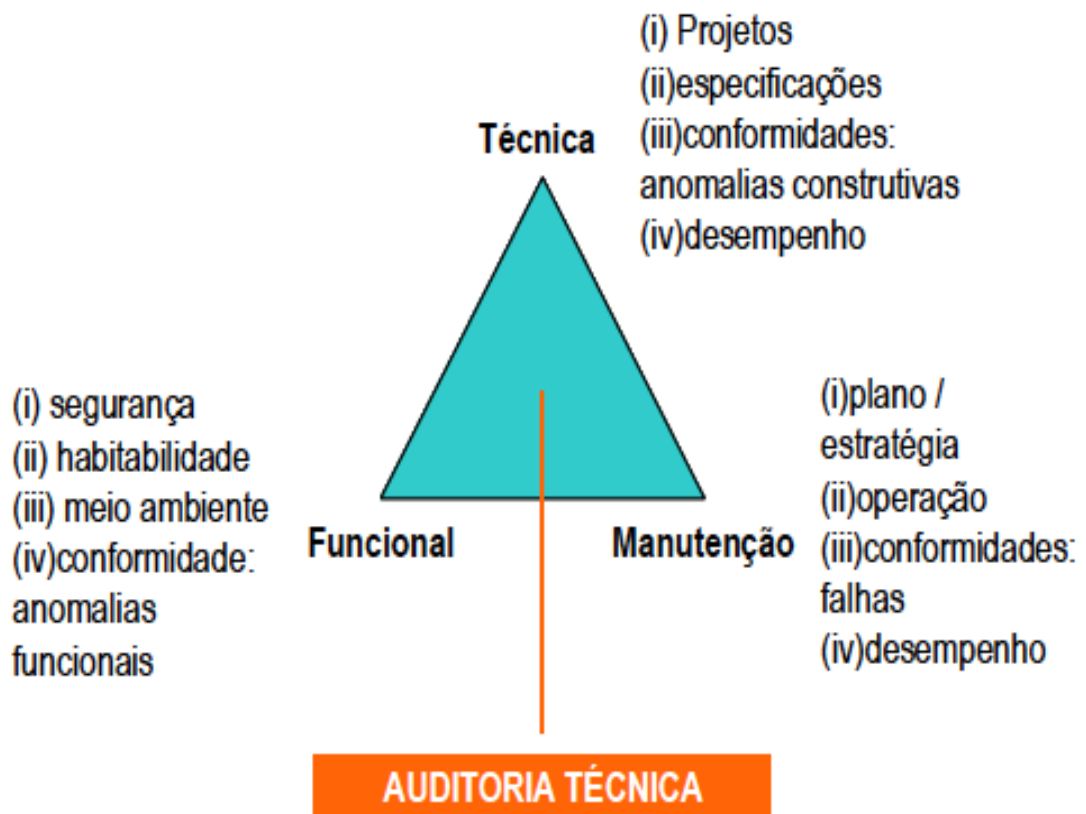 (i) Projetos
(ii)especificações
(iii)conformidades:
anomalias construtivas
(iv)desempenho
Técnica
(i) segurança
(ii) habitabilidade
(iii) meio ambiente
(iv)conformidade:
anomalias
funcionais
Funcional
Manutenção
(i)plano /
estratégia
(ii)operação
(iii)conformidades:
falhas
(iv)desempenho
AUDITORIA TÉCNICA